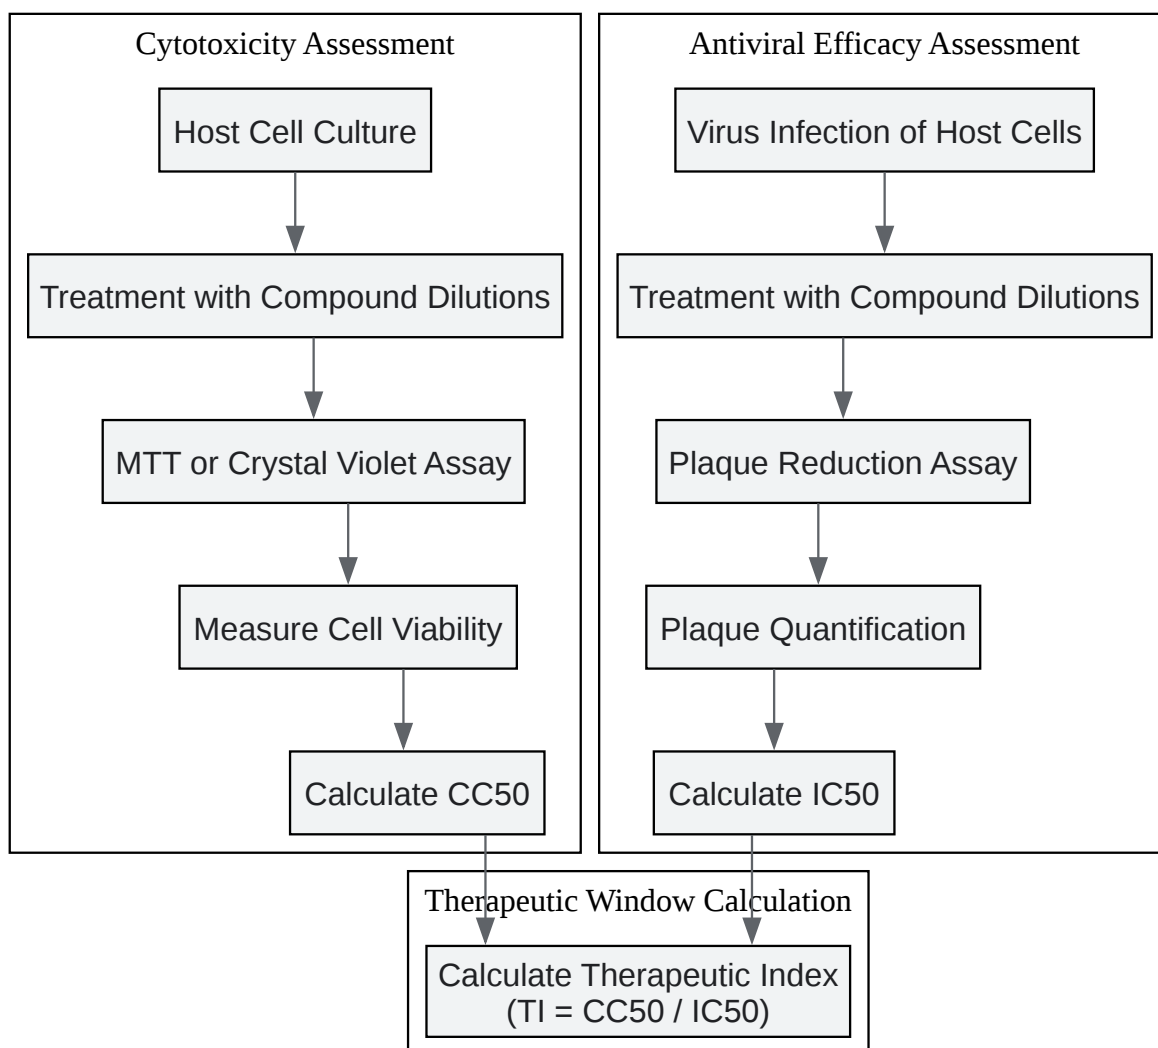 Cytotoxicity Assessment
Host Cell Culture
Treatment with Compound Dilutions
MTT or Crystal Violet Assay
Measure Cell Viability
Calculate CC50
Antiviral Efficacy Assessment
Virus Infection of Host Cells
Treatment with Compound Dilutions
Plaque Reduction Assay
Plaque Quantification
Calculate IC50
Therapeutic Window Calculation
Calculate Therapeutic Index
(TI = CC50 / IC50)